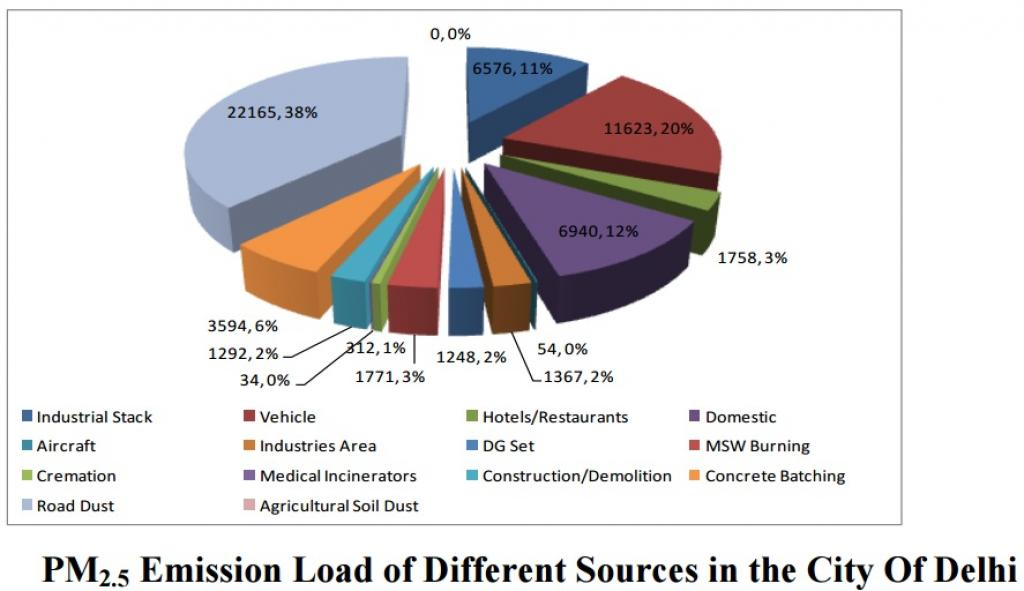 0, 0%
6576, 11%
22165, 38%
11623, 20%
6940, 12%
1758, 3%
3594, 6%
1292, 2%
312, 1%
1248, 2%
54, 0%
34, 0%
1771, 3%
1367, 2%
Industrial Stack Vehicle Hotels/Restaurants Domestic
Aircraft Industries Area DG Set MSW Burning
Cremation Medical Incinerators Construction/Demolition Concrete Batching
Road Dust Agricultural Soil Dust
PM2.5 Emission Load of Different Sources in the City Of Delhi